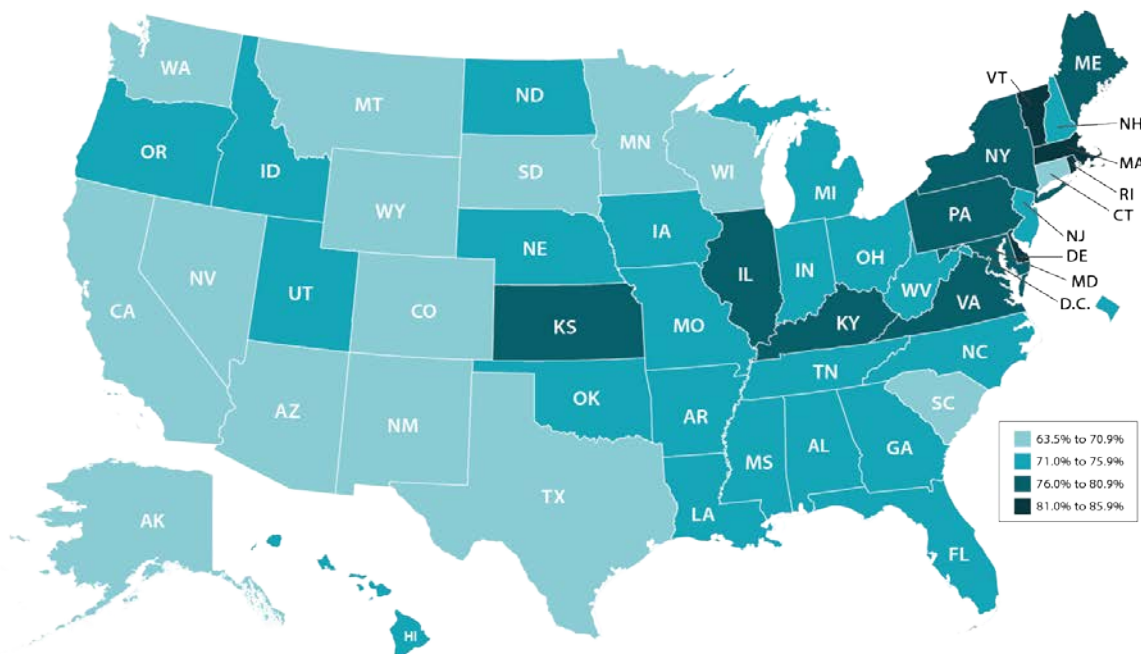 WA
MT
ND
MN
OR
ID
SD
WI
WY
MI
NE
IA
NV
UT
CA
CO
KS
MO
IL
IN
OH
WV
KY
VA
PA
NY
ME
VT
NH
MA
RI
CT
NJ
DE
MD
D.C.
NC
TN
SC
AZ
NM
OK
AR
MS
AL
GA
TX
LA
FL
AK
HI
63.5% to 70.9%
71.0% to 75.9%
76.0% to 80.9%
81.0% to 85.9%